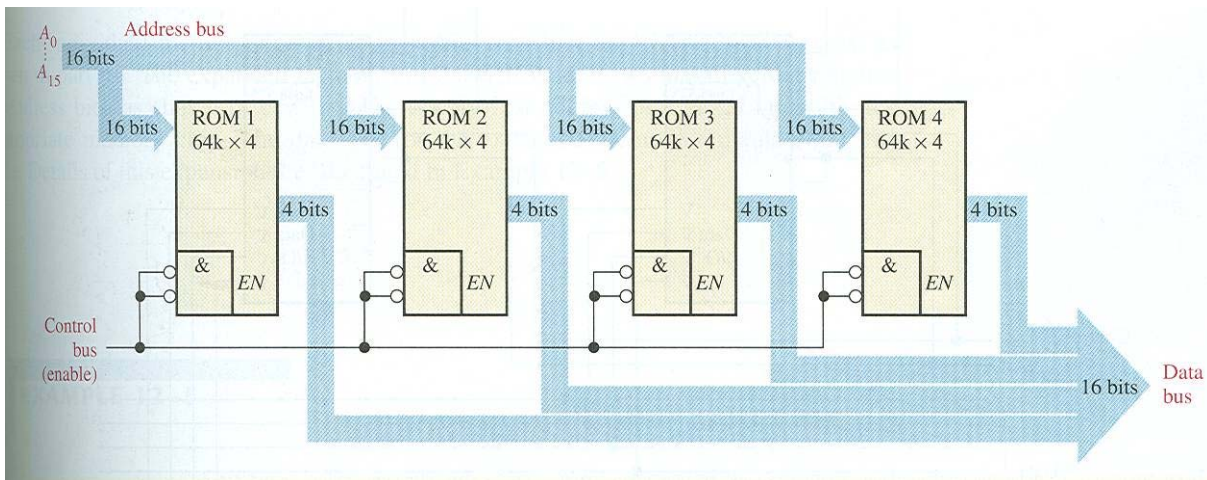 Address bus
A0
⋮
A15
16 bits
16 bits
ROM 1
64k × 4
16 bits
ROM 2
64k × 4
16 bits
ROM 3
64k × 4
16 bits
ROM 4
64k × 4
4 bits
4 bits
4 bits
4 bits
&
EN
&
EN
&
EN
&
EN
Control
bus
(enable)
16 bits
Data
bus